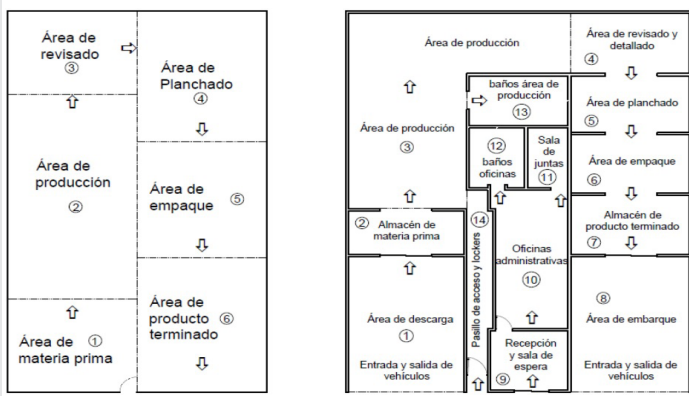 Área de
revisado
③
Área de
Planchado
④
Área de
producción
②
Área de
empaque ⑤
Área de
producto ⑥
terminado
Área de ①
materia prima
Área de producción
Área de revisado y
detallado
④
baños área de
producción
⑬
Área de planchado
⑤
Área de producción
③
⑫
baños
oficinas
Sala
de
juntas
⑪
Área de empaque
⑥
② Almacén de
materia prima
⑭
Pasillo de acceso y lockers
Almacén de
producto terminado
⑦
Oficinas
administrativas
⑩
Área de descarga
①
⑧
Área de embarque
Recepción
y sala de
espera
⑨
Entrada y salida de
vehículos
Entrada y salida de
vehículos